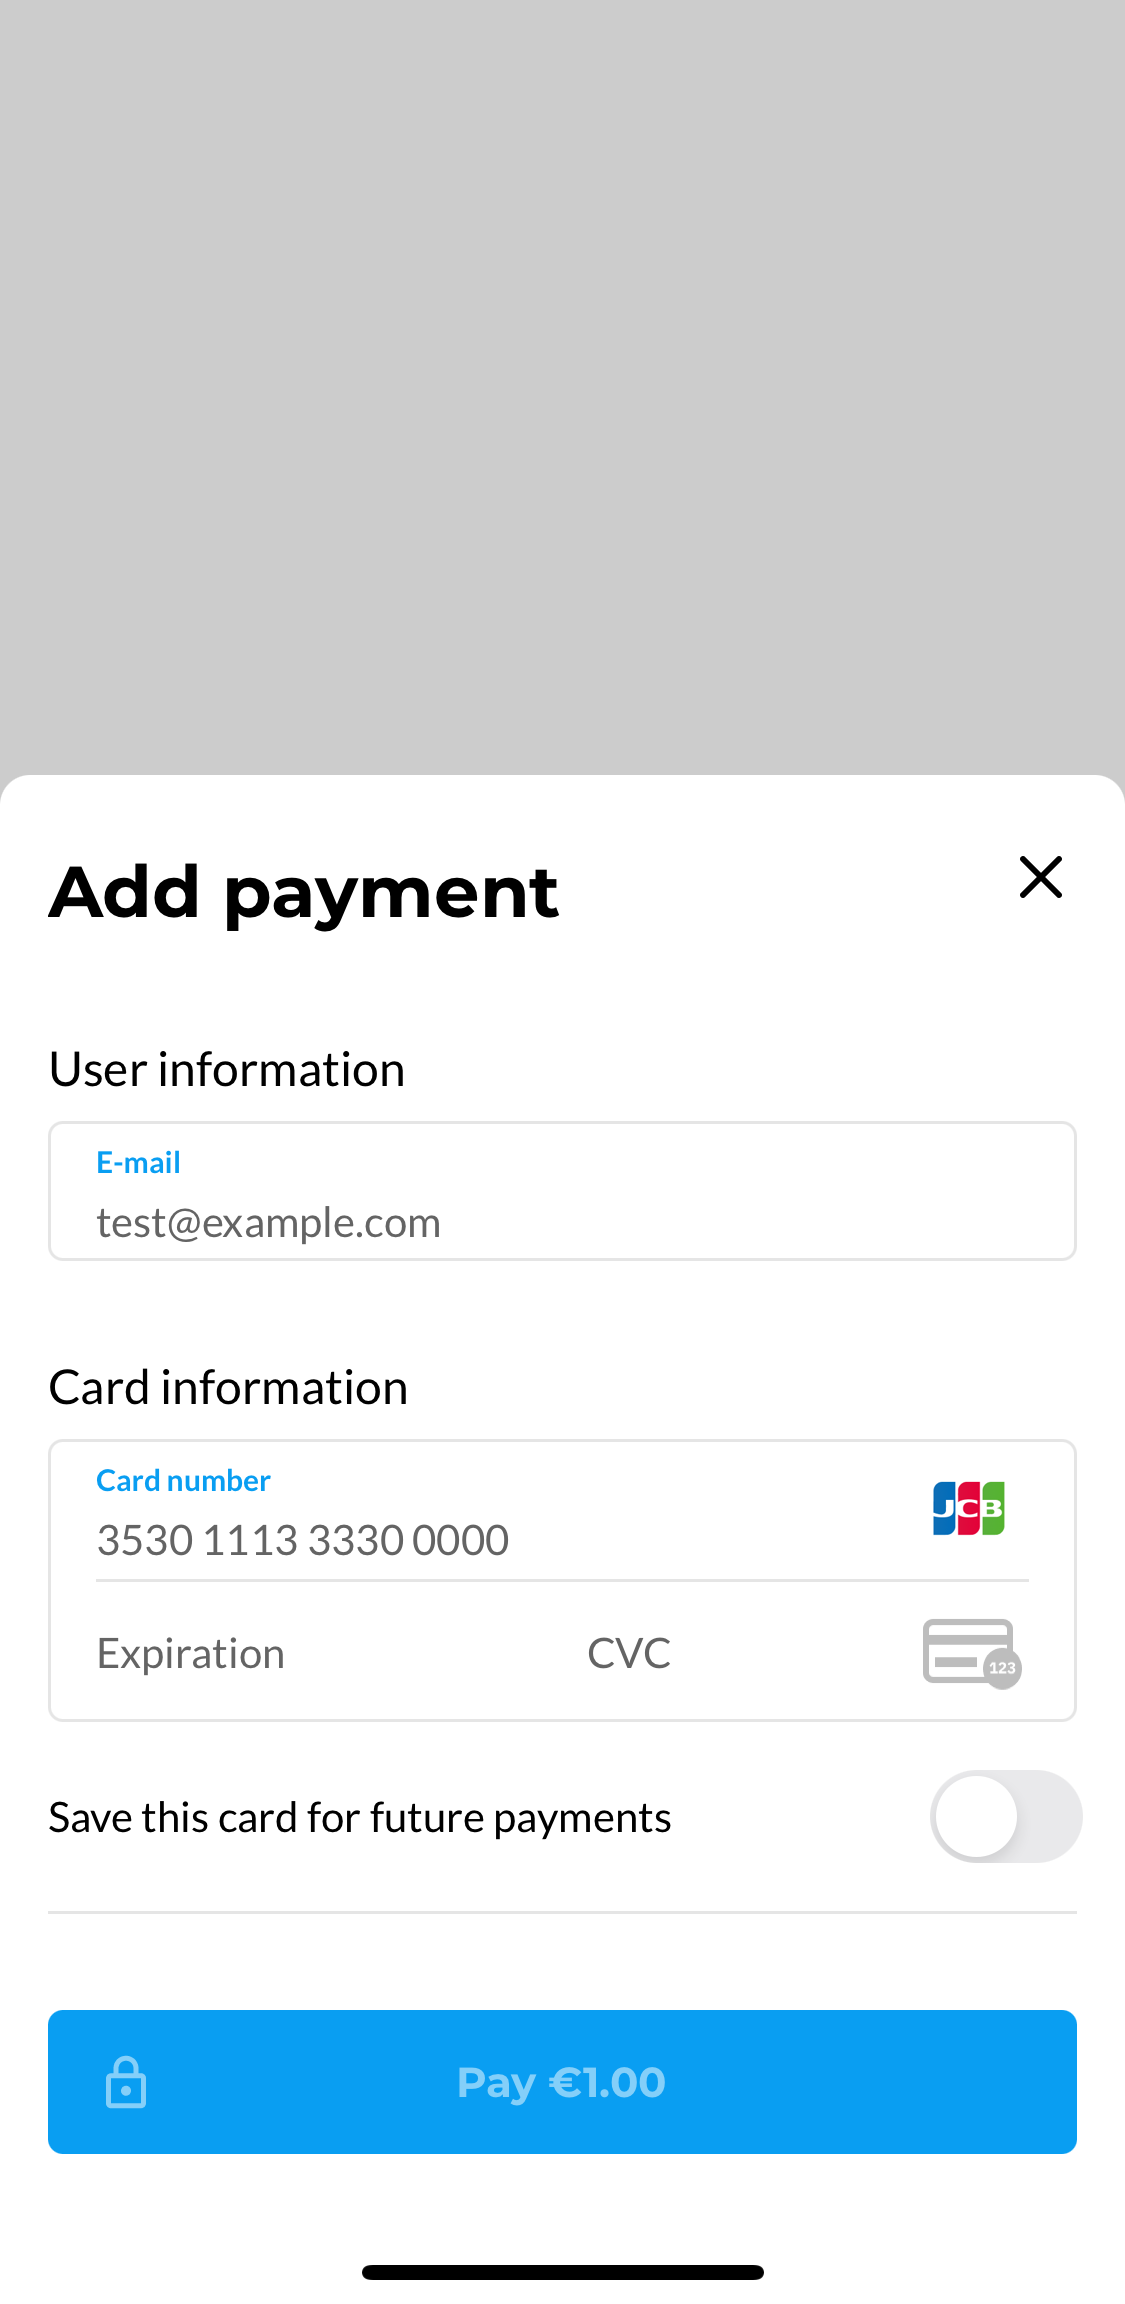 Add payment
User information
E-mail
test@example.com
Card information
Card number
3530 1113 3330 0000
JCB
Expiration CVC
123
Save this card for future payments
Pay €1.00